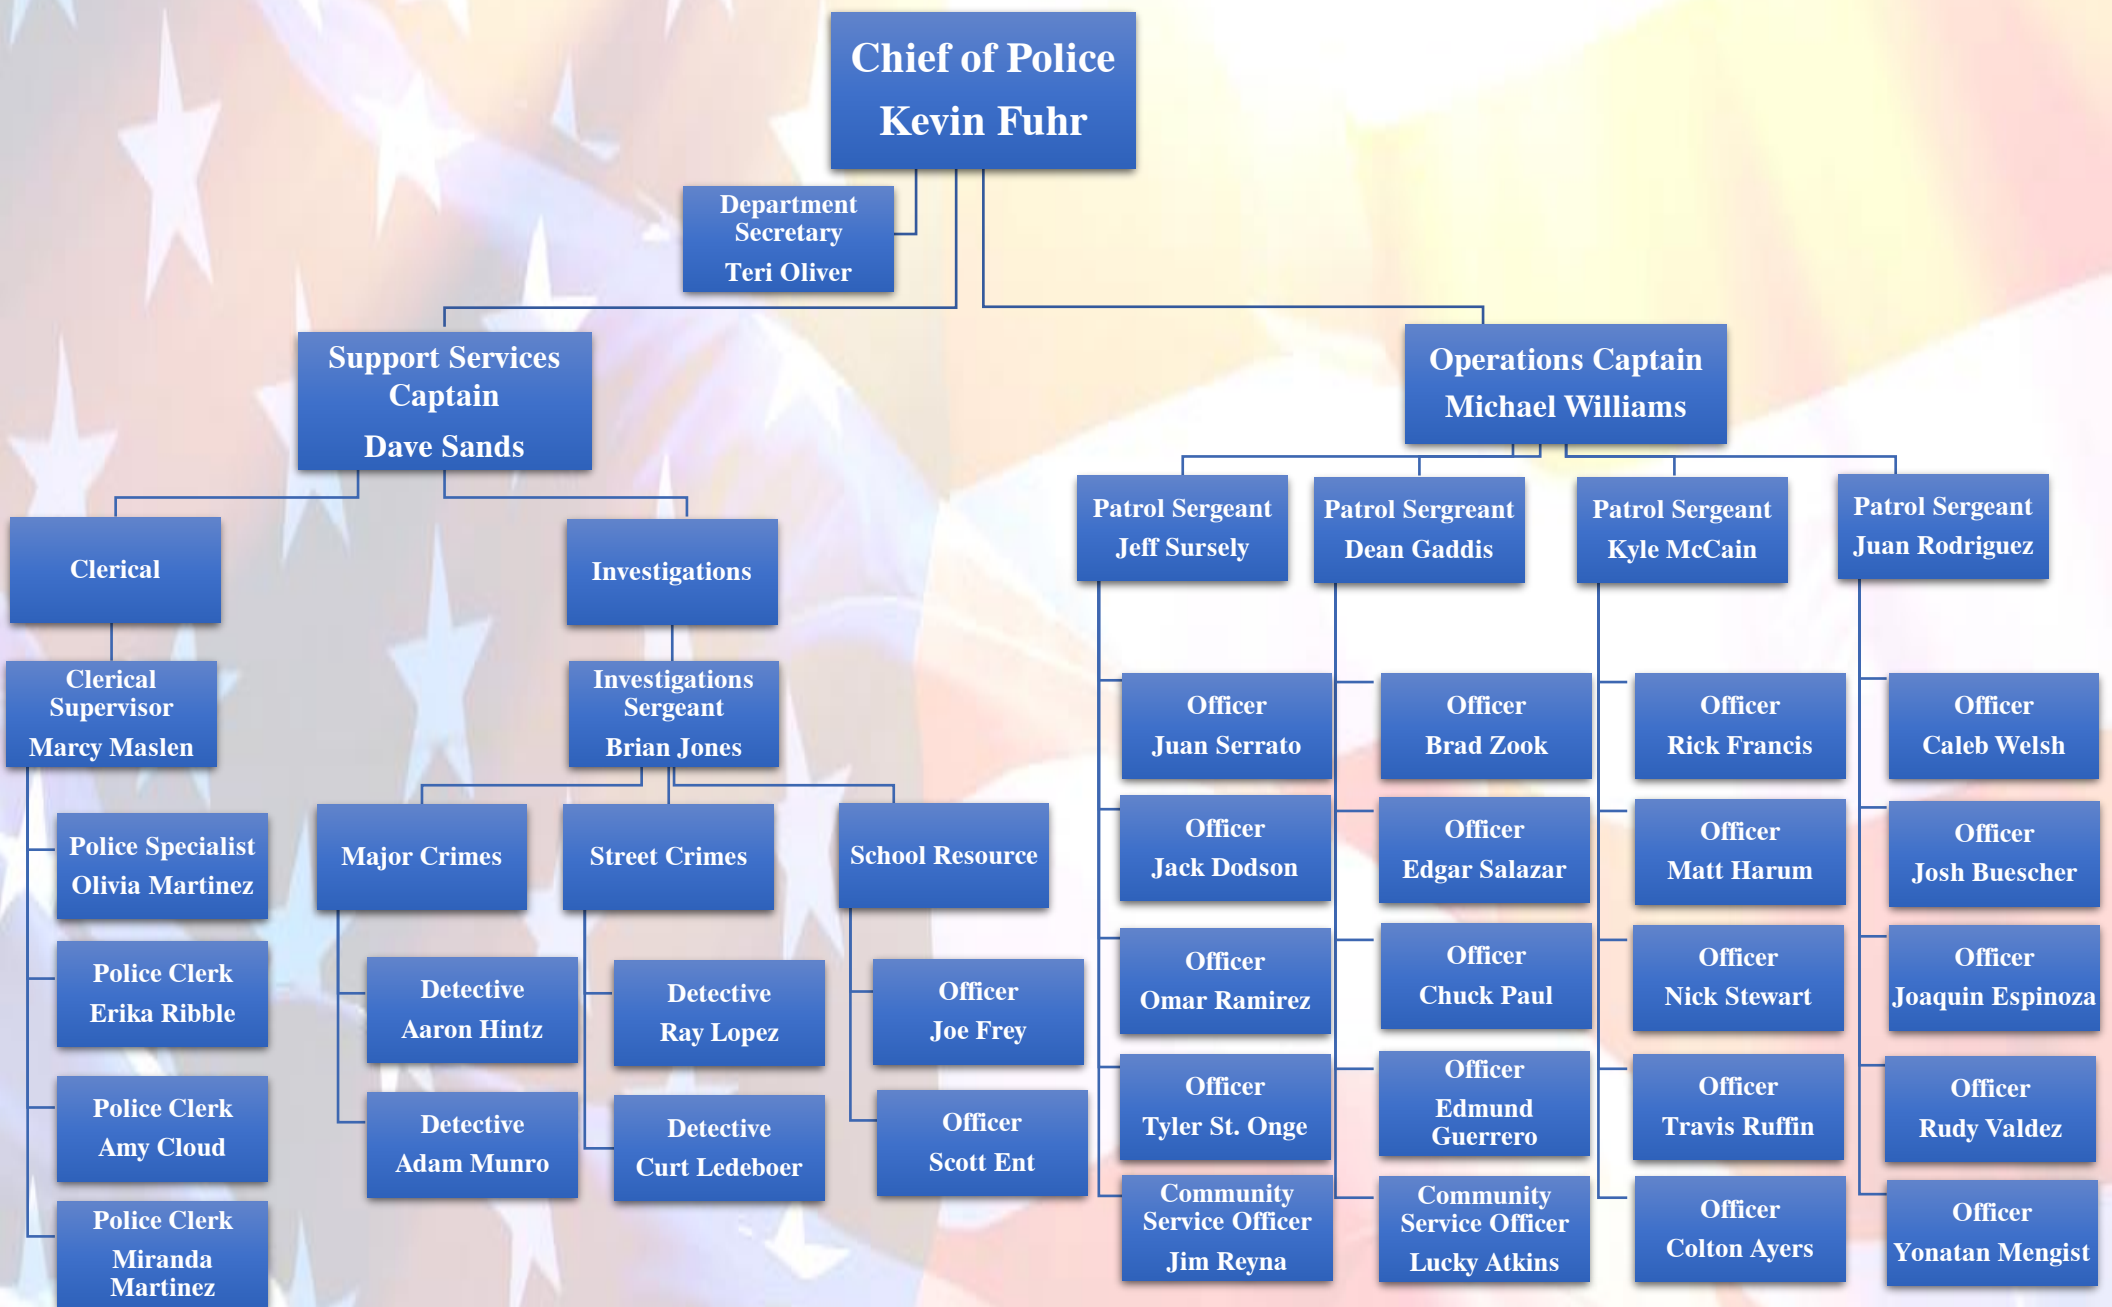 Chief of Police
Kevin Fuhr
Department
Secretary
Teri Oliver
Support Services
Captain
Dave Sands
Operations Captain
Michael Williams
Clerical
Investigations
Patrol Sergeant
Jeff Sursely
Patrol Sergreant
Dean Gaddis
Patrol Sergeant
Kyle McCain
Patrol Sergeant
Juan Rodriguez
Clerical
Supervisor
Marcy Maslen
Police Specialist
Olivia Martinez
Police Clerk
Erika Ribble
Police Clerk
Amy Cloud
Police Clerk
Miranda
Martinez
Investigations
Sergeant
Brian Jones
Major Crimes
Detective
Aaron Hintz
Detective
Adam Munro
Street Crimes
Detective
Ray Lopez
Detective
Curt Ledeboer
School Resource
Officer
Joe Frey
Officer
Scott Ent
Officer
Juan Serrato
Officer
Jack Dodson
Officer
Omar Ramirez
Officer
Tyler St. Onge
Community
Service Officer
Jim Reyna
Officer
Brad Zook
Officer
Edgar Salazar
Officer
Chuck Paul
Officer
Edmund
Guerrero
Community
Service Officer
Lucky Atkins
Officer
Rick Francis
Officer
Matt Harum
Officer
Nick Stewart
Officer
Travis Ruffin
Officer
Colton Ayers
Officer
Caleb Welsh
Officer
Josh Buescher
Officer
Joaquin Espinoza
Officer
Rudy Valdez
Officer
Yonatan Mengist